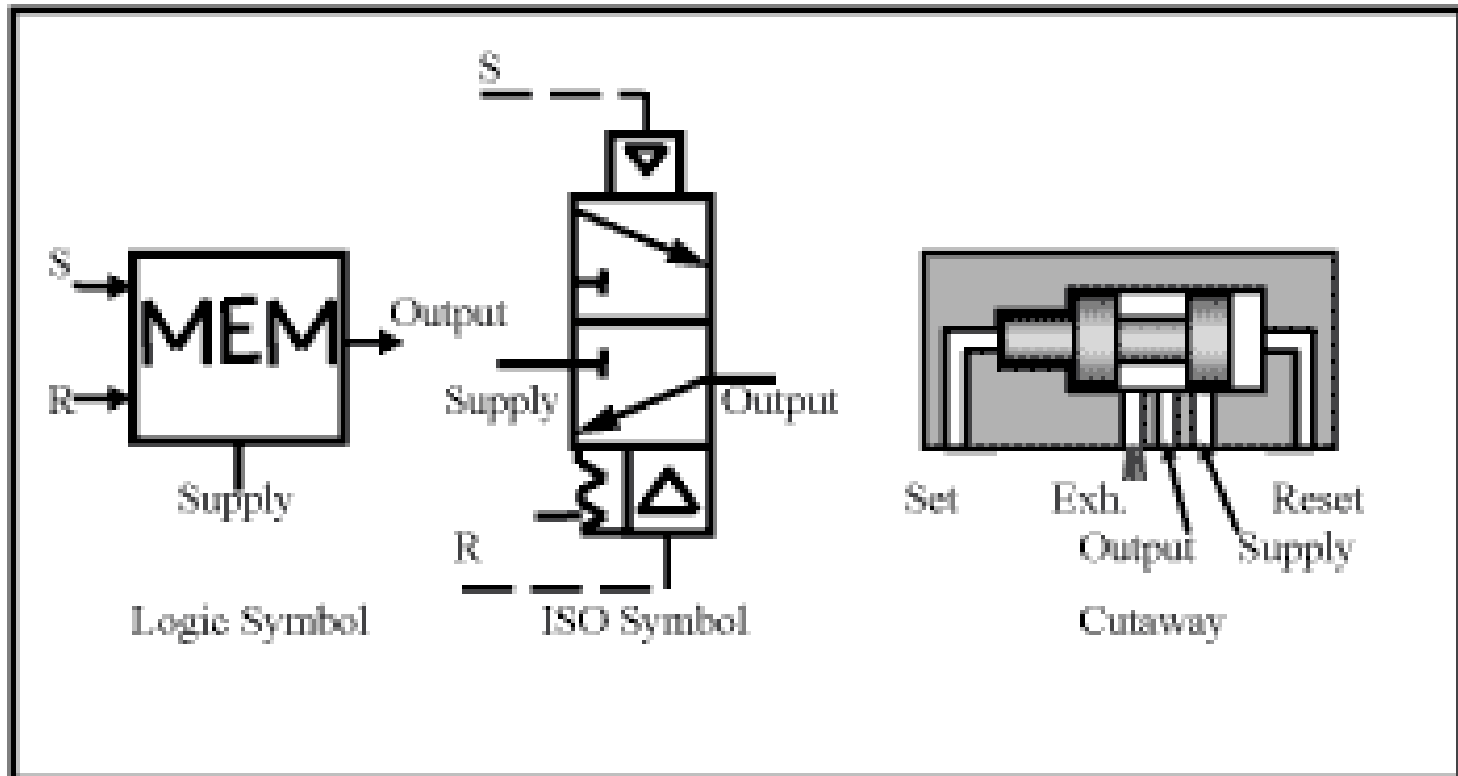 S
MEM
Output
R
Supply
Logic Symbol
S
Supply
Output
R
ISO Symbol
Set
Exh.
Reset
Output
Supply
Cutaway